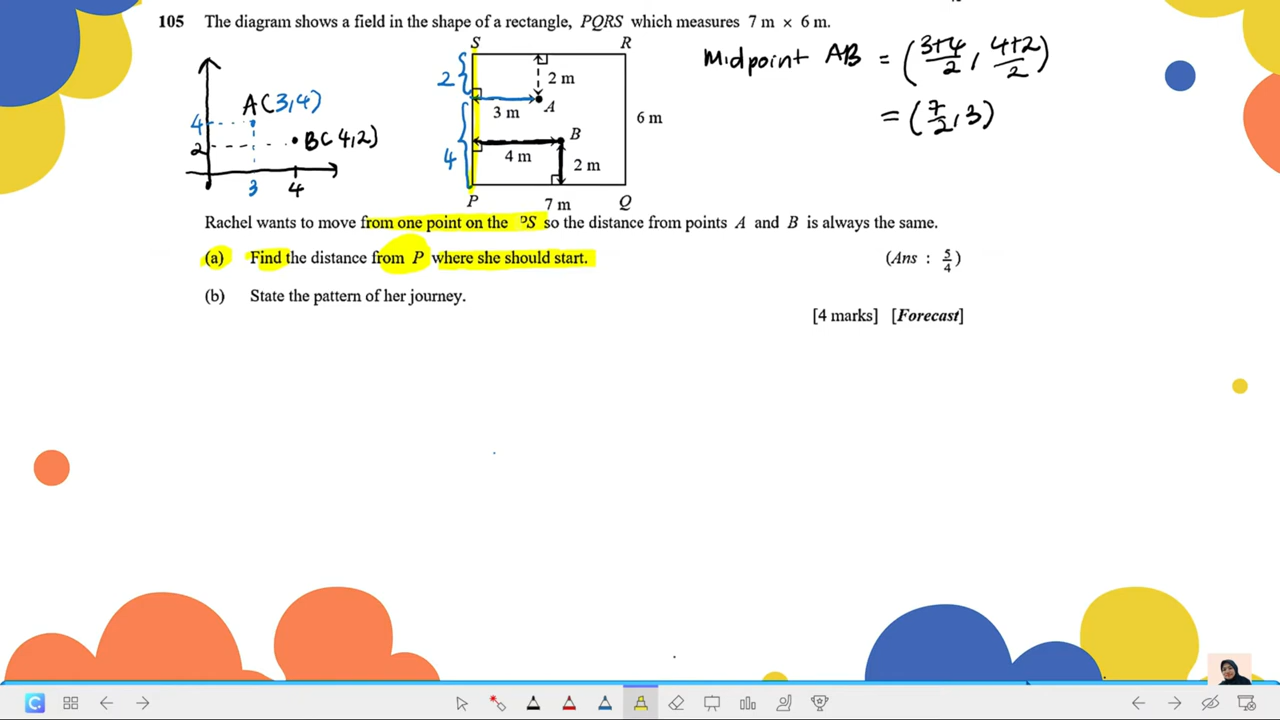 105 The diagram shows a field in the shape of a rectangle, PQRS which measures 7 m × 6 m.
S R
2 2 m
3 m A
6 m
B
4 4 m 2 m
P 7 m Q
A(3,4)
4
2 B(4,2)
3 4
Midpoint AB = (3+4/2, 4+2/2)
= (7/2, 3)
Rachel wants to move from one point on the PS so the distance from points A and B is always the same.
(a) Find the distance from P where she should start. (Ans : 5/4)
(b) State the pattern of her journey.
[4 marks] [Forecast]
C